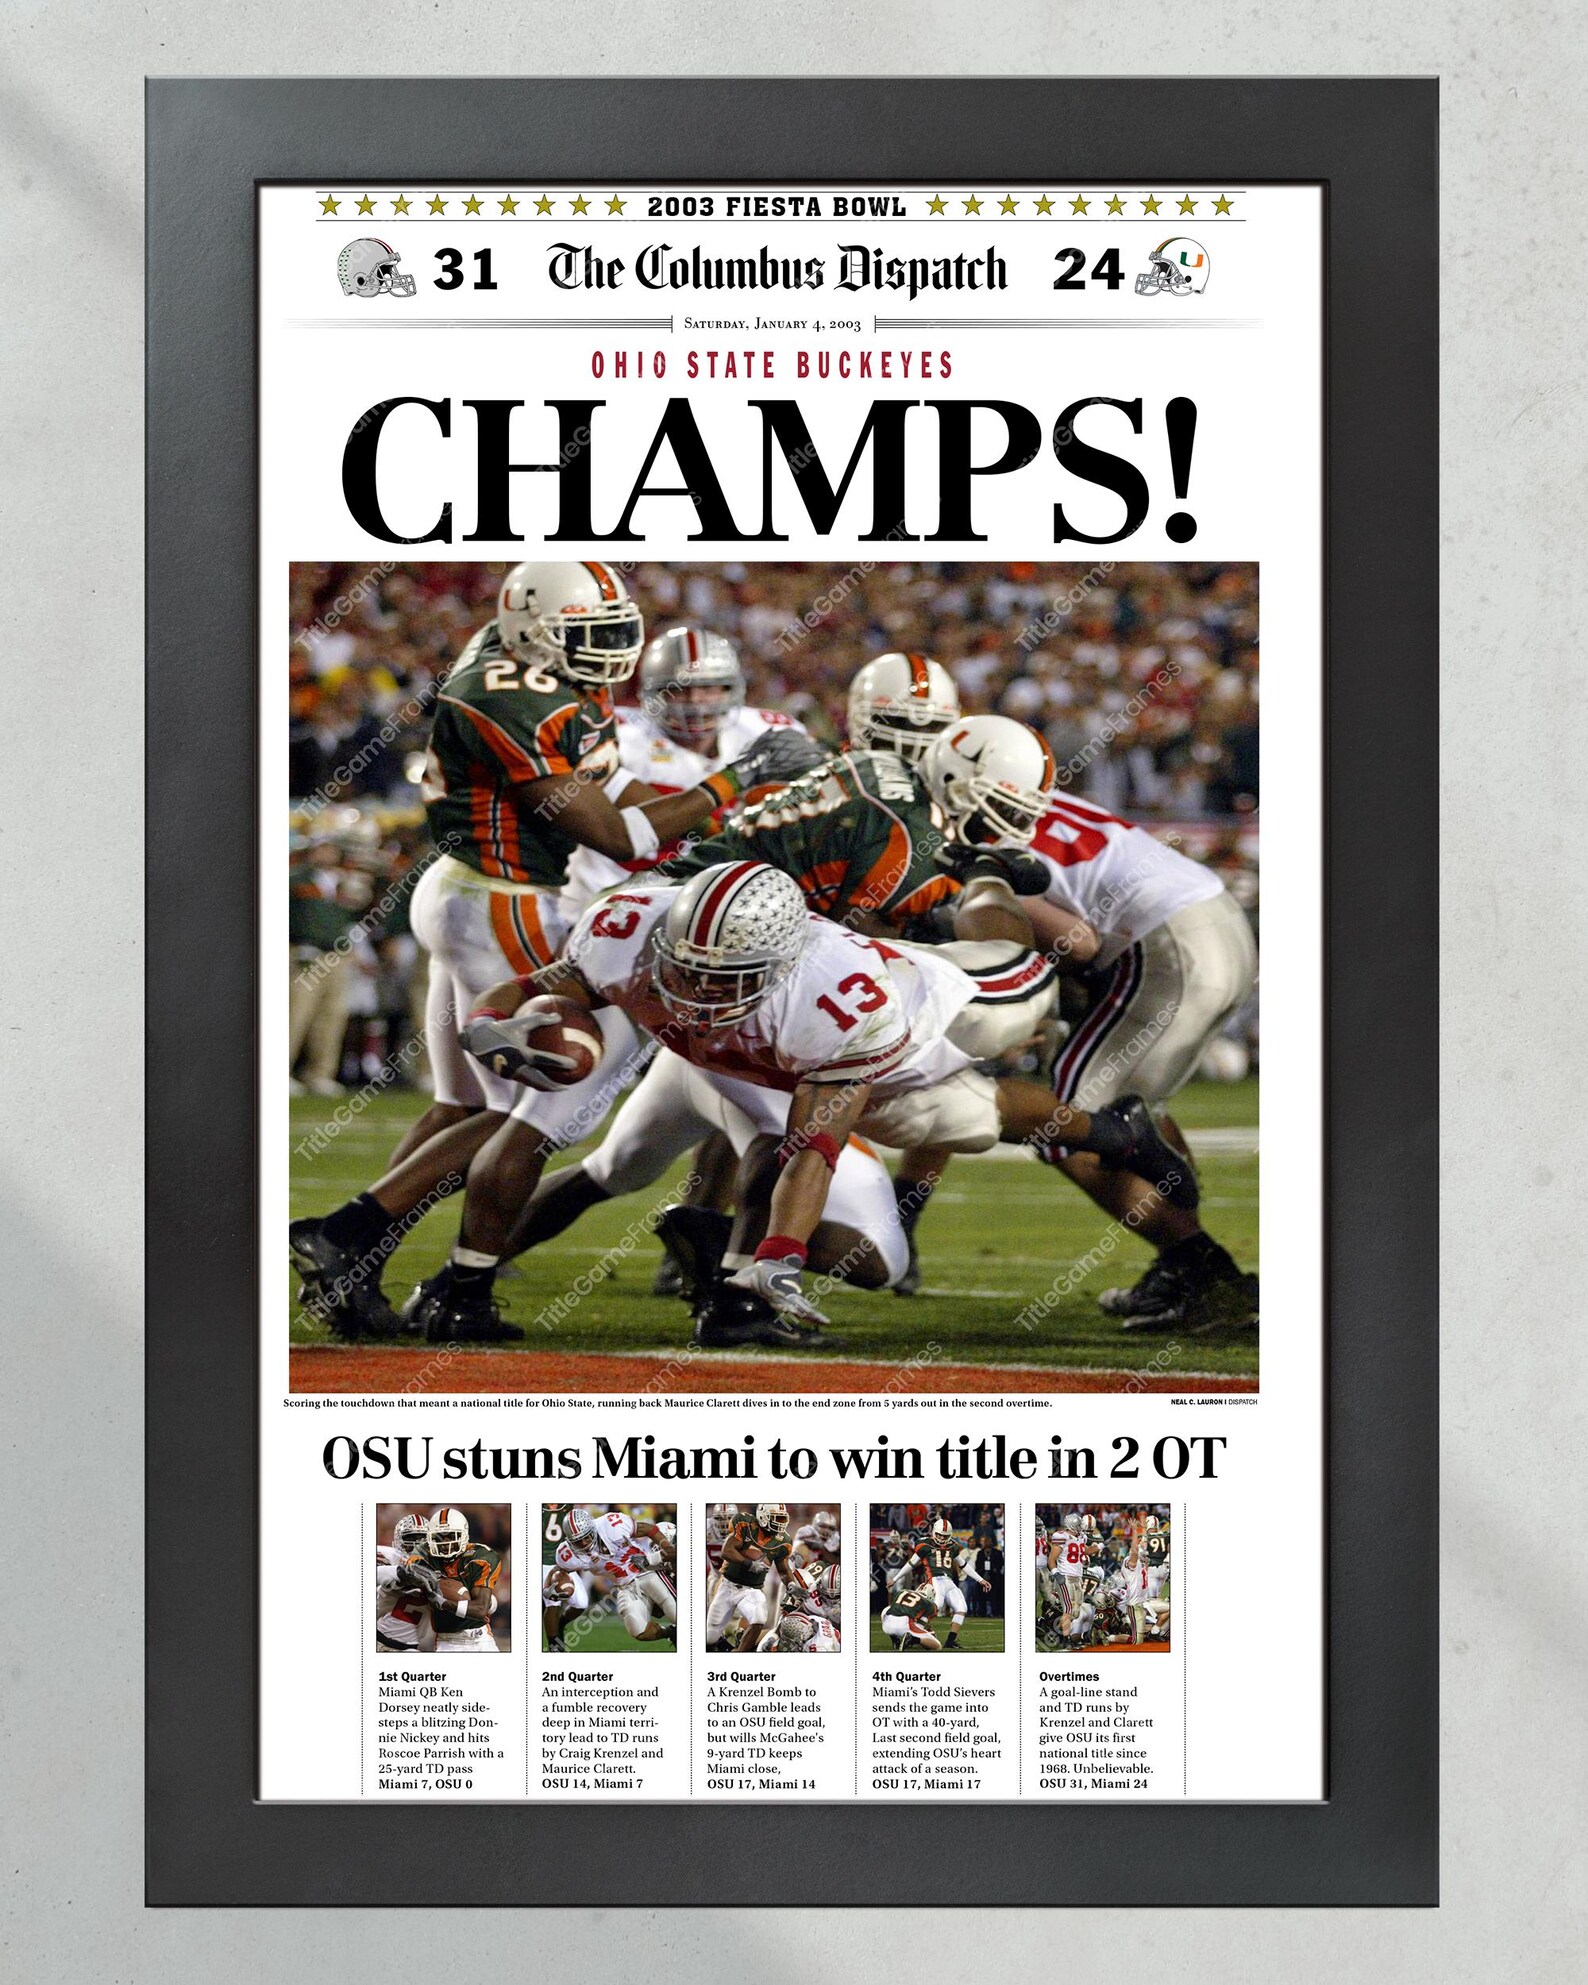 2003 FIESTA BOWL
31 The Columbus Dispatch 24
SATURDAY, JANUARY 4, 2003
OHIO STATE BUCKEYES
CHAMPS!
26
13
13
Scoring the touchdown that meant a national title for Ohio State, running back Maurice Clarett dives in to the end zone from 5 yards out in the second overtime.
NEAL C. LAURON | DISPATCH
OSU stuns Miami to win title in 2 OT
1st Quarter
Miami QB Ken
Dorsey neatly side-
steps a blitzing Don-
nie Nickey and hits
Roscoe Parrish with a
25-yard TD pass
Miami 7, OSU 0
2nd Quarter
An interception and
a fumble recovery
deep in Miami terri-
tory lead to TD runs
by Craig Krenzel and
Maurice Clarett.
OSU 14, Miami 7
3rd Quarter
A Krenzel Bomb to
Chris Gamble leads
to an OSU field goal,
but wills McGahee's
9-yard TD keeps
Miami close,
OSU 17, Miami 14
4th Quarter
Miami's Todd Sievers
sends the game into
OT with a 40-yard,
Last second field goal,
extending OSU's heart
attack of a season.
OSU 17, Miami 17
Overtimes
A goal-line stand
and TD runs by
Krenzel and Clarett
give OSU its first
national title since
1968. Unbelievable.
OSU 31, Miami 24
TitleGameFrames